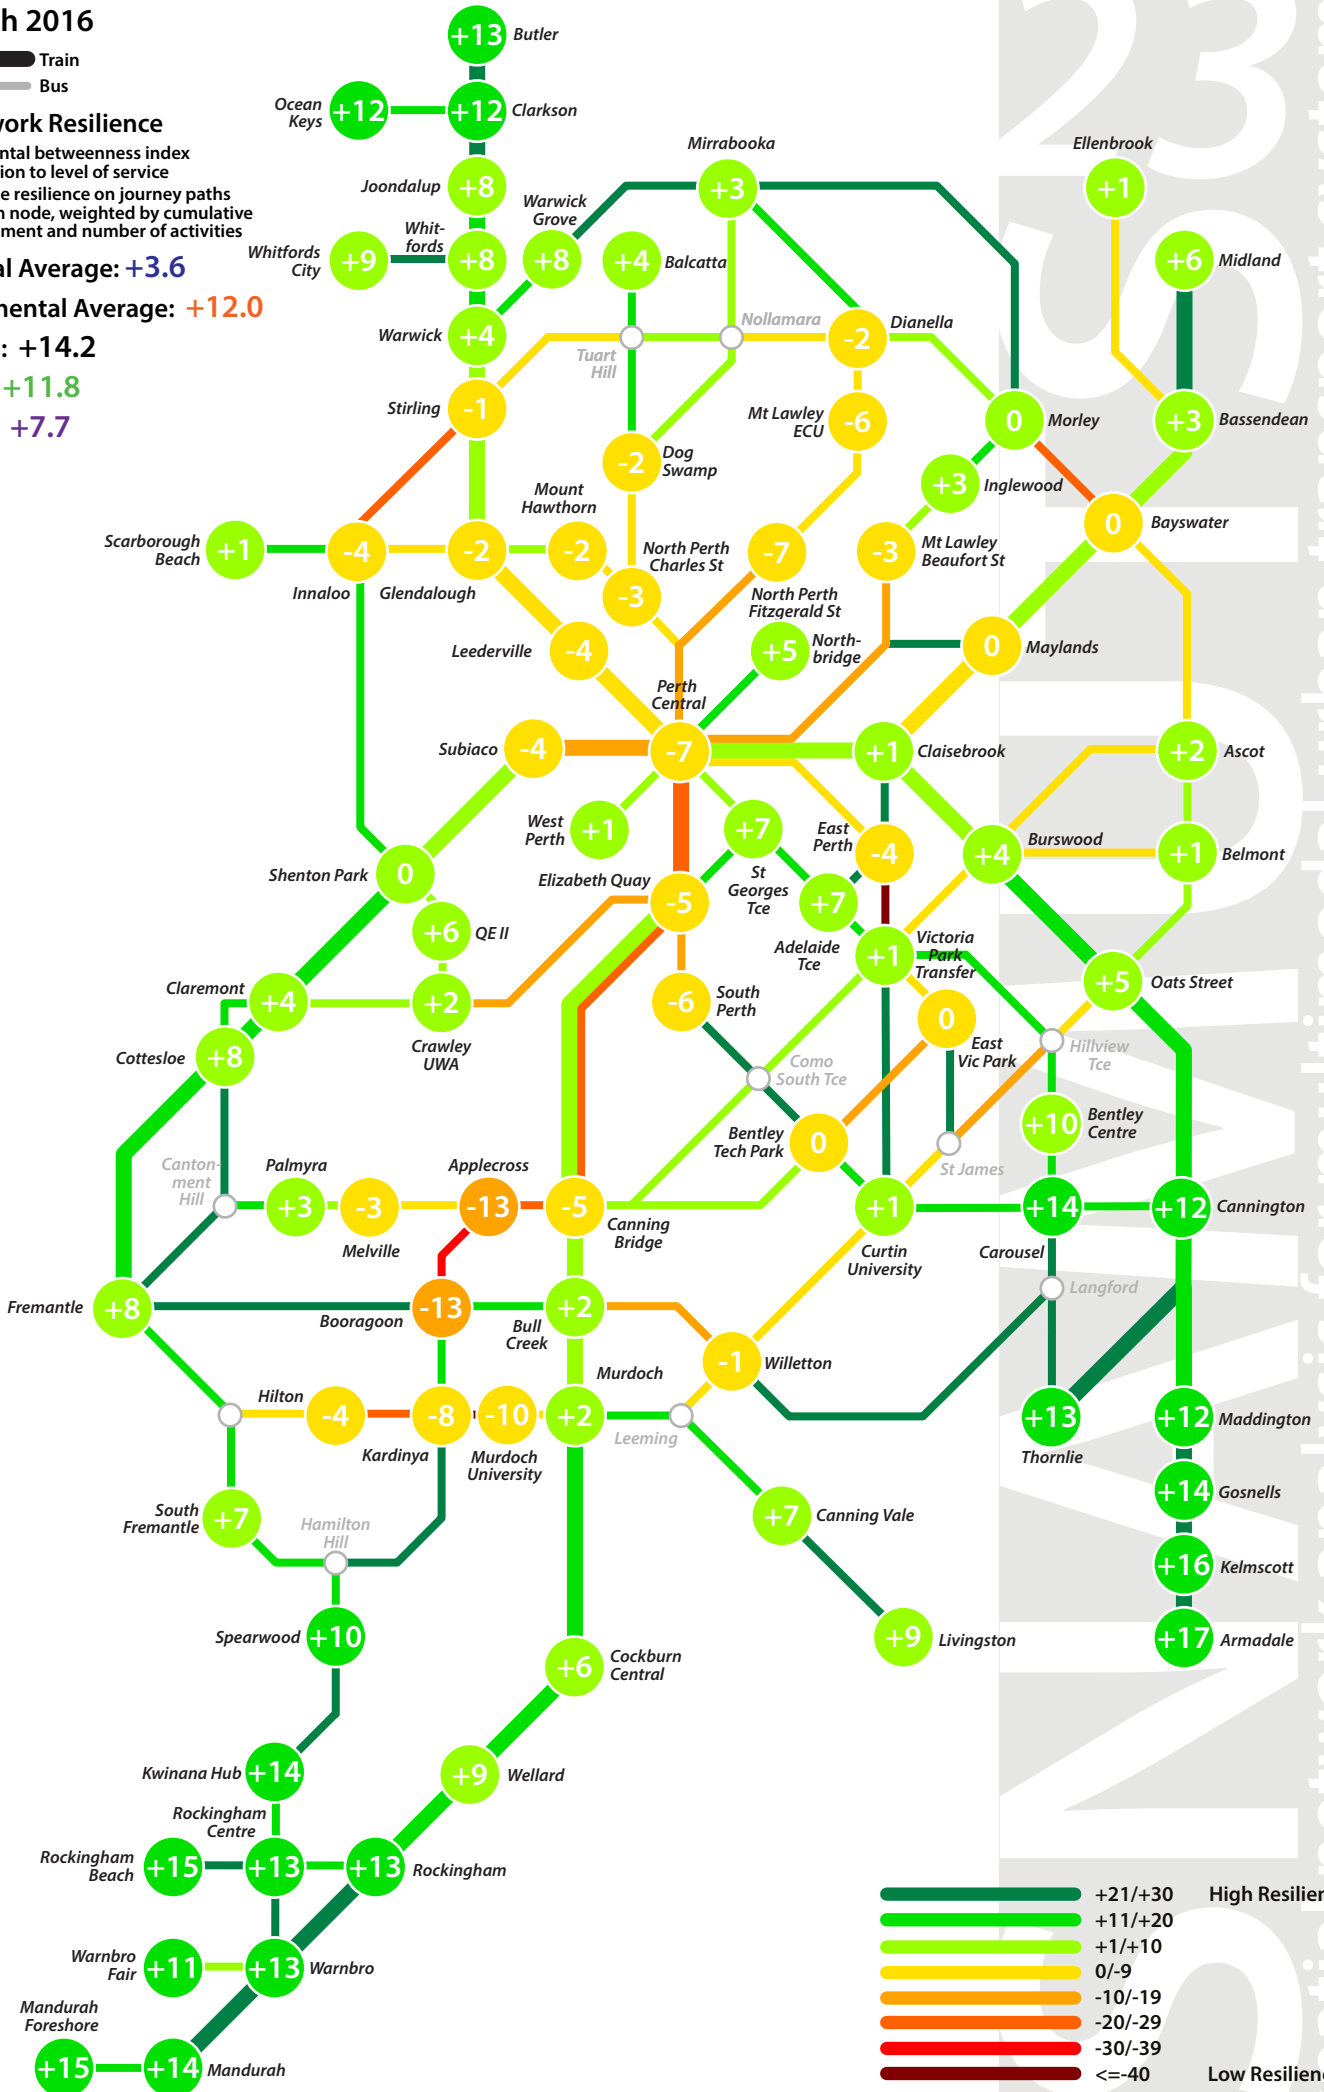 h 2016
Train
Bus
work Resilience
ntal betweenness index
ion to level of service
e resilience on journey paths
n node, weighted by cumulative
ment and number of activities
al Average: +3.6
mental Average: +12.0
: +14.2
+11.8
+7.7
+13 Butler
Ocean
Keys
+12
+12 Clarkson
Mirrabooka
Ellenbrook
Joondalup +8
Warwick
Grove
+3
+1
Whitfords
City
+9
Whit-
fords
+8
+8
+4 Balcatta
+6 Midland
Warwick +4
Tuart
Hill
Nollamara
-2 Dianella
Stirling -1
Mt Lawley
ECU
-6
0 Morley
+3 Bassendean
-2 Dog
Swamp
+3 Inglewood
Mount
Hawthorn
Scarborough
Beach
+1
-4
Innaloo
-2
Glendalough
-2
North Perth
Charles St
-3
-7
North Perth
Fitzgerald St
-3 Mt Lawley
Beaufort St
0 Bayswater
Leederville -4
+5 North-
bridge
0 Maylands
Perth
Central
Subiaco -4
-7
+1 Claisebrook
+2 Ascot
West
Perth
+1
+7
St
Georges
Tce
East
Perth
-4
+4
Burswood
+1 Belmont
Shenton Park 0
Elizabeth Quay
-5
+7
Adelaide
Tce
+6 QE II
+1
Victoria
Park
Transfer
+5 Oats Street
Claremont +4
+2
Crawley
UWA
-6 South
Perth
0
East
Vic Park
Hillview
Tce
Cottesloe +8
Como
South Tce
Bentley
Tech Park
0
St James
+10 Bentley
Centre
Canton-
ment
Hill
Palmyra
+3
-3
Melville
Applecross
-13
-5
Canning
Bridge
+1
Curtin
University
+14
Carousel
+12 Cannington
Langford
Fremantle +8
Booragoon -13
+2
Bull
Creek
-1 Willetton
Murdoch
Hilton -4
-8
Kardinya
-10
Murdoch
University
+2
Leeming
+13
Thornlie
+12 Maddington
+14 Gosnells
South
Fremantle
+7
Hamilton
Hill
+7 Canning Vale
+16 Kelmscott
Spearwood +10
+9 Livingston
+17 Armadale
+6 Cockburn
Central
Kwinana Hub +14
+9 Wellard
Rockingham
Centre
Rockingham
Beach
+15
+13
+13 Rockingham
Warnbro
Fair
+11
+13 Warnbro
Mandurah
Foreshore
+15
+14 Mandurah
+21/+30 High Resilien
+11/+20
+1/+10
0/-9
-10/-19
-20/-29
-30/-39
<=-40 Low Resilien
23